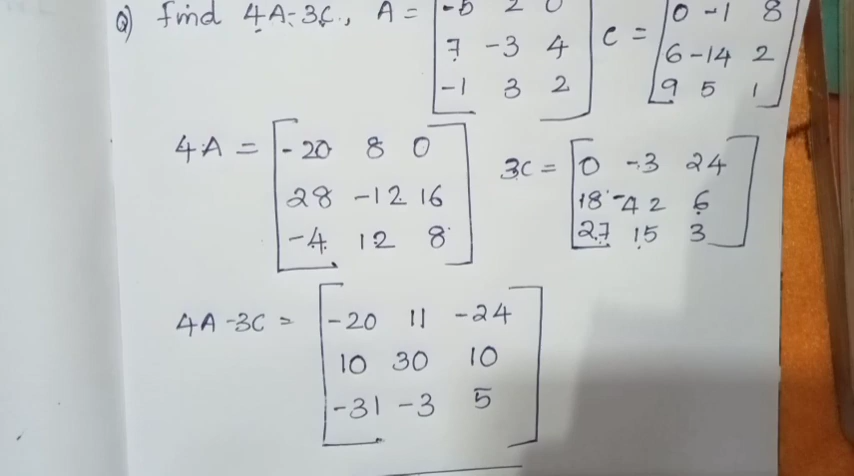 Q) Find 4A-3C., A = [-5 2 0 C = [0 -1 8
7 -3 4
6 -14 2
-1 3 2]
9 5 1]
4A = [-20 8 0
28 -12 16
-4 12 8]
3C = [0 -3 24
18 -42 6
27 15 3]
4A-3C = [-20 11 -24
10 30 10
-31 -3 5]